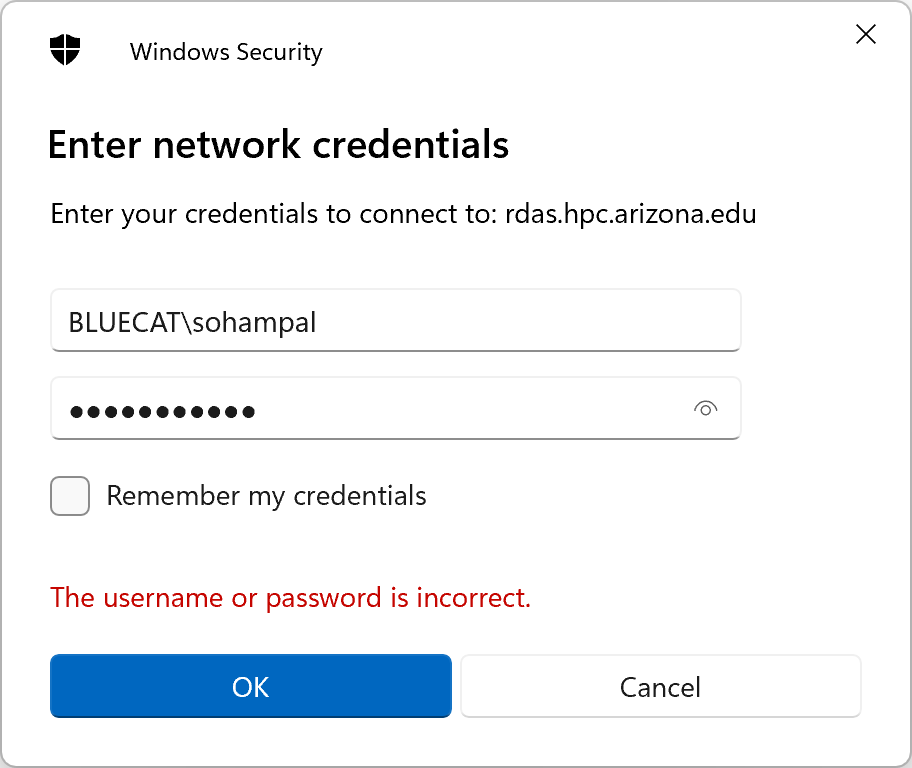 Windows Security
Enter network credentials
Enter your credentials to connect to: rdas.hpc.arizona.edu
BLUECAT\sohampal
●●●●●●●●●●●
Remember my credentials
The username or password is incorrect.
OK
Cancel